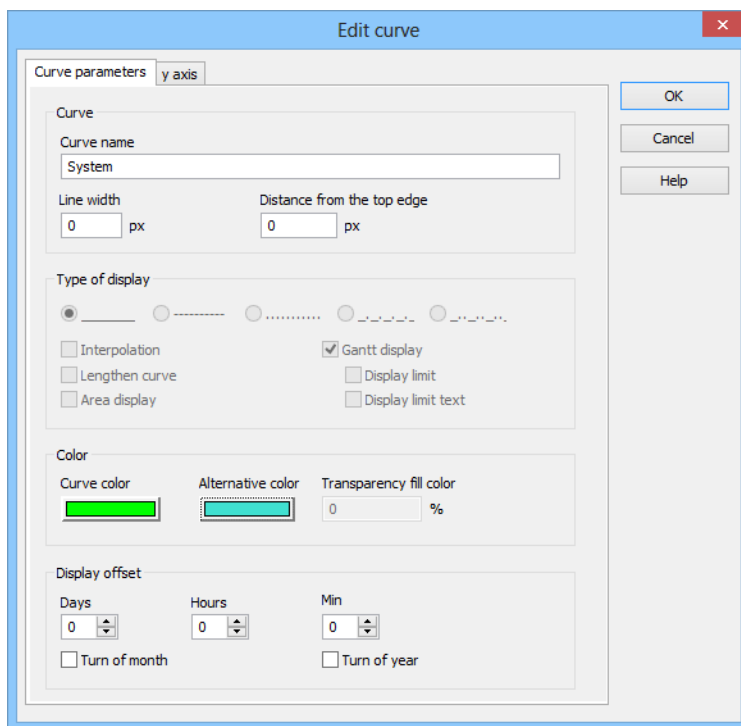 Edit curve
Curve parameters y axis
OK
Cancel
Help
Curve
Curve name
System
Line width Distance from the top edge
0 px 0 px
Type of display
Interpolation Gantt display
Lengthen curve Display limit
Area display Display limit text
Color
Curve color Alternative color Transparency fill color
0 %
Display offset
Days Hours Min
0 0 0
Turn of month Turn of year